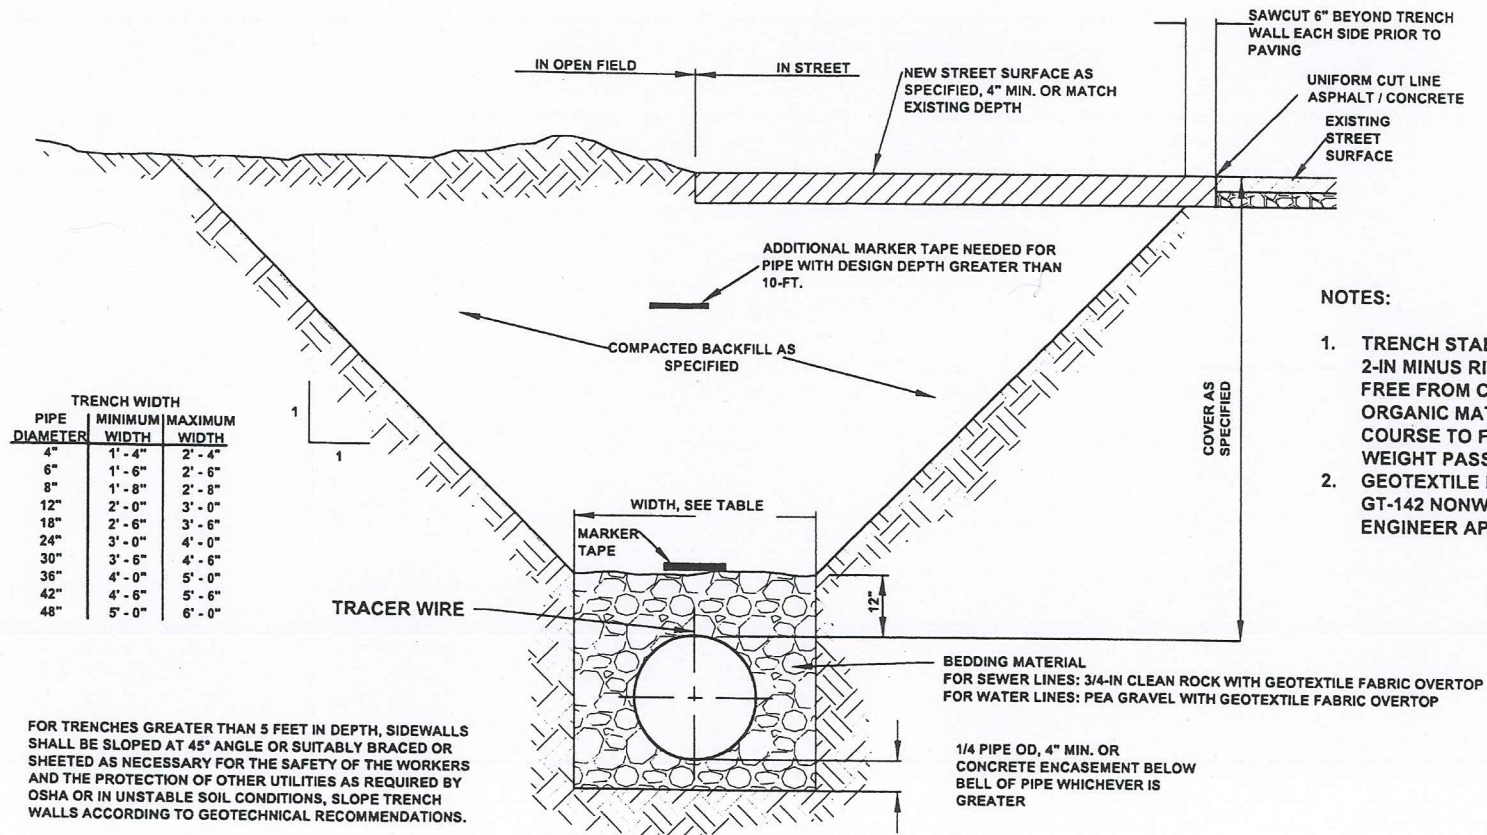 SAWCUT 6" BEYOND TRENCH
WALL EACH SIDE PRIOR TO
PAVING
IN OPEN FIELD
IN STREET
NEW STREET SURFACE AS
SPECIFIED, 4" MIN. OR MATCH
EXISTING DEPTH
UNIFORM CUT LINE
ASPHALT / CONCRETE
EXISTING
STREET
SURFACE
ADDITIONAL MARKER TAPE NEEDED FOR
PIPE WITH DESIGN DEPTH GREATER THAN
10-FT.
COMPACTED BACKFILL AS
SPECIFIED
COVER AS
SPECIFIED
NOTES:
1. TRENCH STAB
2-IN MINUS RI
FREE FROM C
ORGANIC MAT
COURSE TO F
WEIGHT PASS
2. GEOTEXTILE
GT-142 NONW
ENGINEER AP
TRENCH WIDTH
PIPE DIAMETER MINIMUM WIDTH MAXIMUM WIDTH
4" 1' - 4" 2' - 4"
6" 1' - 6" 2' - 6"
8" 1' - 8" 2' - 8"
12" 2' - 0" 3' - 0"
18" 2' - 6" 3' - 6"
24" 3' - 0" 4' - 0"
30" 3' - 6" 4' - 6"
36" 4' - 0" 5' - 0"
42" 4' - 6" 5' - 6"
48" 5' - 0" 6' - 0"
1
1
WIDTH, SEE TABLE
MARKER
TAPE
TRACER WIRE
12"
BEDDING MATERIAL
FOR SEWER LINES: 3/4-IN CLEAN ROCK WITH GEOTEXTILE FABRIC OVERTOP
FOR WATER LINES: PEA GRAVEL WITH GEOTEXTILE FABRIC OVERTOP
1/4 PIPE OD, 4" MIN. OR
CONCRETE ENCASEMENT BELOW
BELL OF PIPE WHICHEVER IS
GREATER
FOR TRENCHES GREATER THAN 5 FEET IN DEPTH, SIDEWALLS
SHALL BE SLOPED AT 45° ANGLE OR SUITABLY BRACED OR
SHEETED AS NECESSARY FOR THE SAFETY OF THE WORKERS
AND THE PROTECTION OF OTHER UTILITIES AS REQUIRED BY
OSHA OR IN UNSTABLE SOIL CONDITIONS, SLOPE TRENCH
WALLS ACCORDING TO GEOTECHNICAL RECOMMENDATIONS.